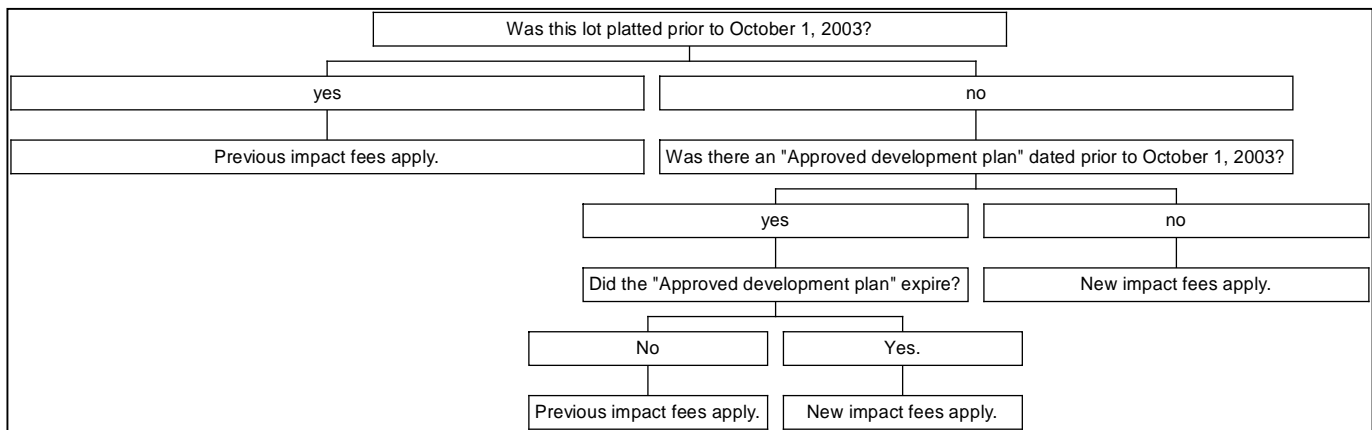 Was this lot platted prior to October 1, 2003?
yes
no
Previous impact fees apply.
Was there an "Approved development plan" dated prior to October 1, 2003?
yes
no
Did the "Approved development plan" expire?
New impact fees apply.
No
Yes.
Previous impact fees apply.
New impact fees apply.